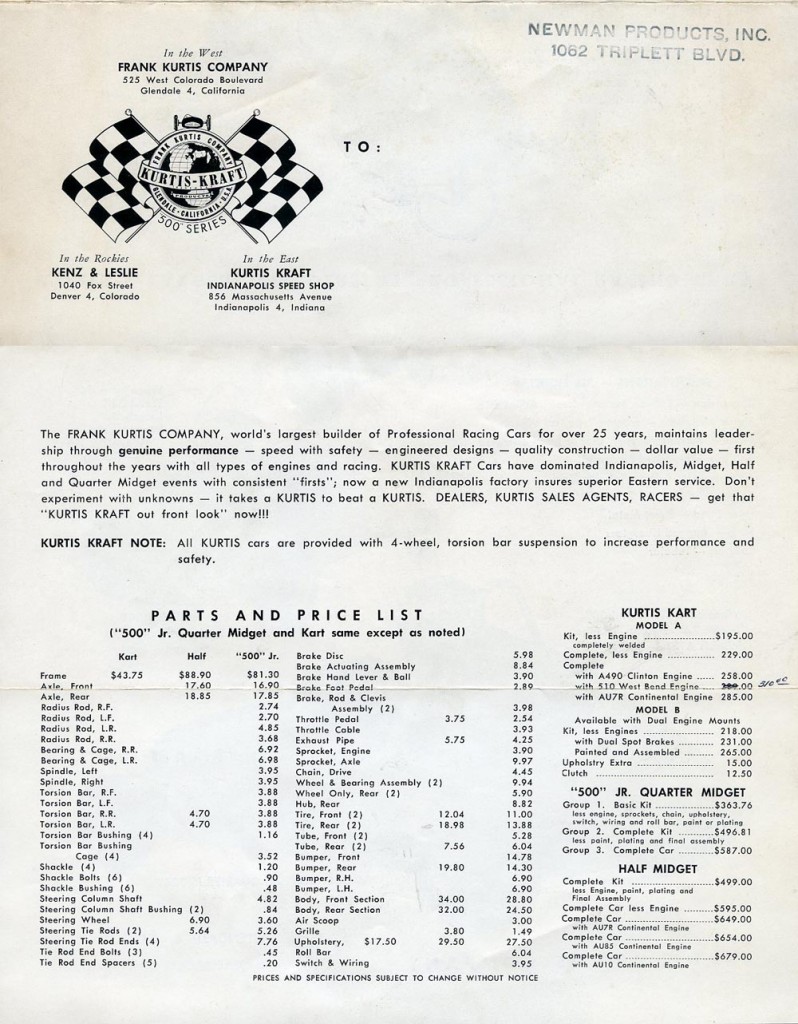 NEWMAN PRODUCTS, INC.
1062 TRIPLETT BLVD.
In the West
FRANK KURTIS COMPANY
525 West Colorado Boulevard
Glendale 4, California
FRANK KURTIS COMPANY
KURTIS-KRAFT
PRODUCTS
GLENDALE · CALIFORNIA · U.S.A.
"500" SERIES
TO:
In the Rockies
KENZ & LESLIE
1040 Fox Street
Denver 4, Colorado
In the East
KURTIS KRAFT
INDIANAPOLIS SPEED SHOP
856 Massachusetts Avenue
Indianapolis 4, Indiana
The FRANK KURTIS COMPANY, world's largest builder of Professional Racing Cars for over 25 years, maintains leader-
ship through genuine performance — speed with safety — engineered designs — quality construction — dollar value — first
throughout the years with all types of engines and racing. KURTIS KRAFT Cars have dominated Indianapolis, Midget, Half
and Quarter Midget events with consistent "firsts"; now a new Indianapolis factory insures superior Eastern service. Don't
experiment with unknowns — it takes a KURTIS to beat a KURTIS. DEALERS, KURTIS SALES AGENTS, RACERS — get that
"KURTIS KRAFT out front look" now!!!
KURTIS KRAFT NOTE: All KURTIS cars are provided with 4-wheel, torsion bar suspension to increase performance and
safety.
PARTS AND PRICE LIST
("500" Jr. Quarter Midget and Kart same except as noted)
Kart Half "500" Jr.
Frame $43.75 $88.90 $81.30
Axle, Front 17.60 16.90
Axle, Rear 18.85 17.85
Radius Rod, R.F. 2.74
Radius Rod, L.F. 2.70
Radius Rod, L.R. 4.85
Radius Rod, R.R. 3.68
Bearing & Cage, R.R. 6.92
Bearing & Cage, L.R. 6.98
Spindle, Left 3.95
Spindle, Right 3.95
Torsion Bar, R.F. 3.88
Torsion Bar, L.F. 3.88
Torsion Bar, R.R. 4.70 3.88
Torsion Bar, L.R. 4.70 3.88
Torsion Bar Bushing (4) 1.16
Torsion Bar Bushing
Cage (4) 3.52
Shackle (4) 1.20
Shackle Bolts (6) .90
Shackle Bushing (6) .48
Steering Column Shaft 4.82
Steering Column Shaft Bushing (2) .84
Steering Wheel 6.90 3.60
Steering Tie Rods (2) 5.64 5.26
Steering Tie Rod Ends (4) 7.76
Tie Rod End Bolts (3) .45
Tie Rod End Spacers (5) .20
Brake Disc 5.98
Brake Actuating Assembly 8.84
Brake Hand Lever & Ball 3.90
Brake Foot Pedal 2.89
Brake, Rod & Clevis
Assembly (2) 3.98
Throttle Pedal 3.75 2.54
Throttle Cable 3.93
Exhaust Pipe 5.75 4.25
Sprocket, Engine 3.90
Sprocket, Axle 9.97
Chain, Drive 4.45
Wheel & Bearing Assembly (2) 9.94
Wheel Only, Rear (2) 5.90
Hub, Rear 8.82
Tire, Front (2) 12.04 11.00
Tire, Rear (2) 18.98 13.88
Tube, Front (2) 5.28
Tube, Rear (2) 7.56 6.04
Bumper, Front 14.78
Bumper, Rear 19.80 14.30
Bumper, R.H. 6.90
Bumper, L.H. 6.90
Body, Front Section 34.00 28.80
Body, Rear Section 32.00 24.50
Air Scoop 3.00
Grille 3.80 1.49
Upholstery, $17.50 29.50 27.50
Roll Bar 6.04
Switch & Wiring 3.95
KURTIS KART
MODEL A
Kit, less Engine ....................$195.00
completely welded
Complete, less Engine ........... 229.00
Complete
with A490 Clinton Engine ..... 258.00
with 510 West Bend Engine.... 310.00
with AU7R Continental Engine 285.00
MODEL B
Available with Dual Engine Mounts
Kit, less Engines .................. 218.00
with Dual Spot Brakes ......... 231.00
Painted and Assembled ........ 265.00
Upholstry Extra .................... 15.00
Clutch .................................. 12.50
"500" JR. QUARTER MIDGET
Group 1. Basic Kit ................$363.76
less engine, sprockets, chain, upholstery,
switch, wiring and roll bar, paint or plating
Group 2. Complete Kit ..........$496.81
less paint, plating and final assembly
Group 3. Complete Car ..........$587.00
HALF MIDGET
Complete Kit ........................$499.00
less Engine, paint, plating and
Final Assembly
Complete Car less Engine ........$595.00
Complete Car ........................$649.00
with AU7R Continental Engine
Complete Car ........................$654.00
with AU85 Continental Engine
Complete Car ........................$679.00
with AU10 Continental Engine
PRICES AND SPECIFICATIONS SUBJECT TO CHANGE WITHOUT NOTICE